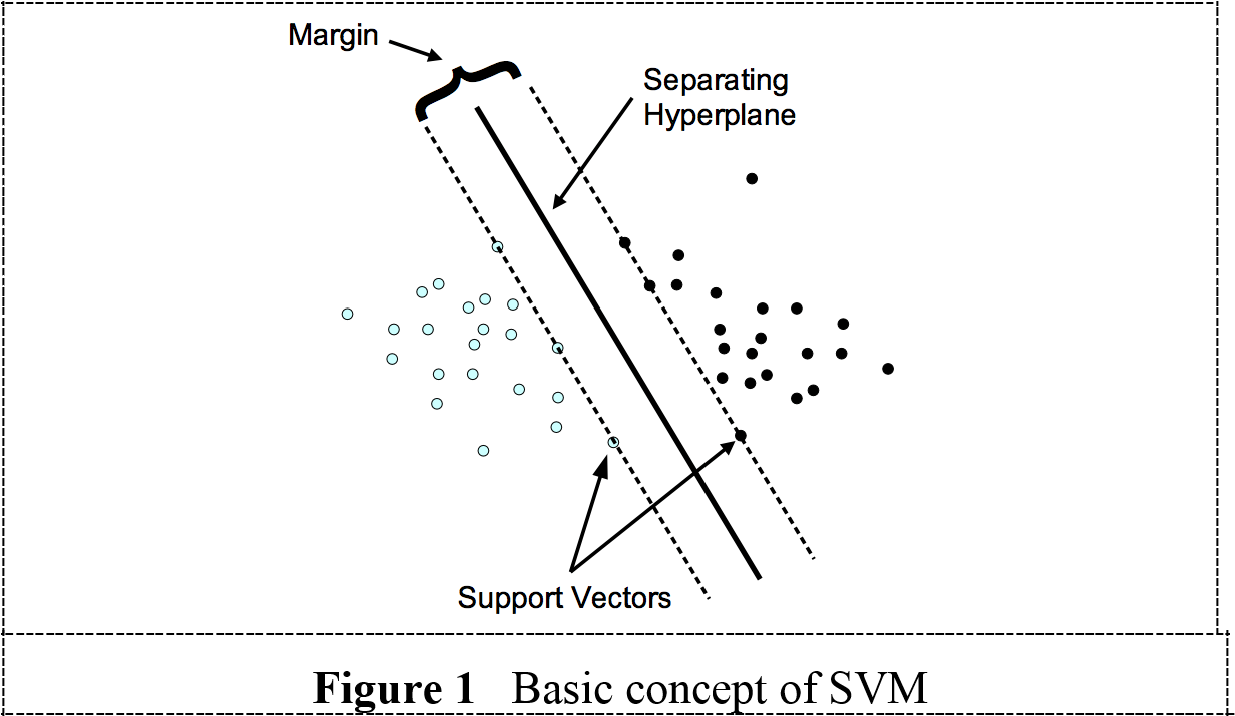 Margin
Separating
Hyperplane
Support Vectors
Figure 1 Basic concept of SVM